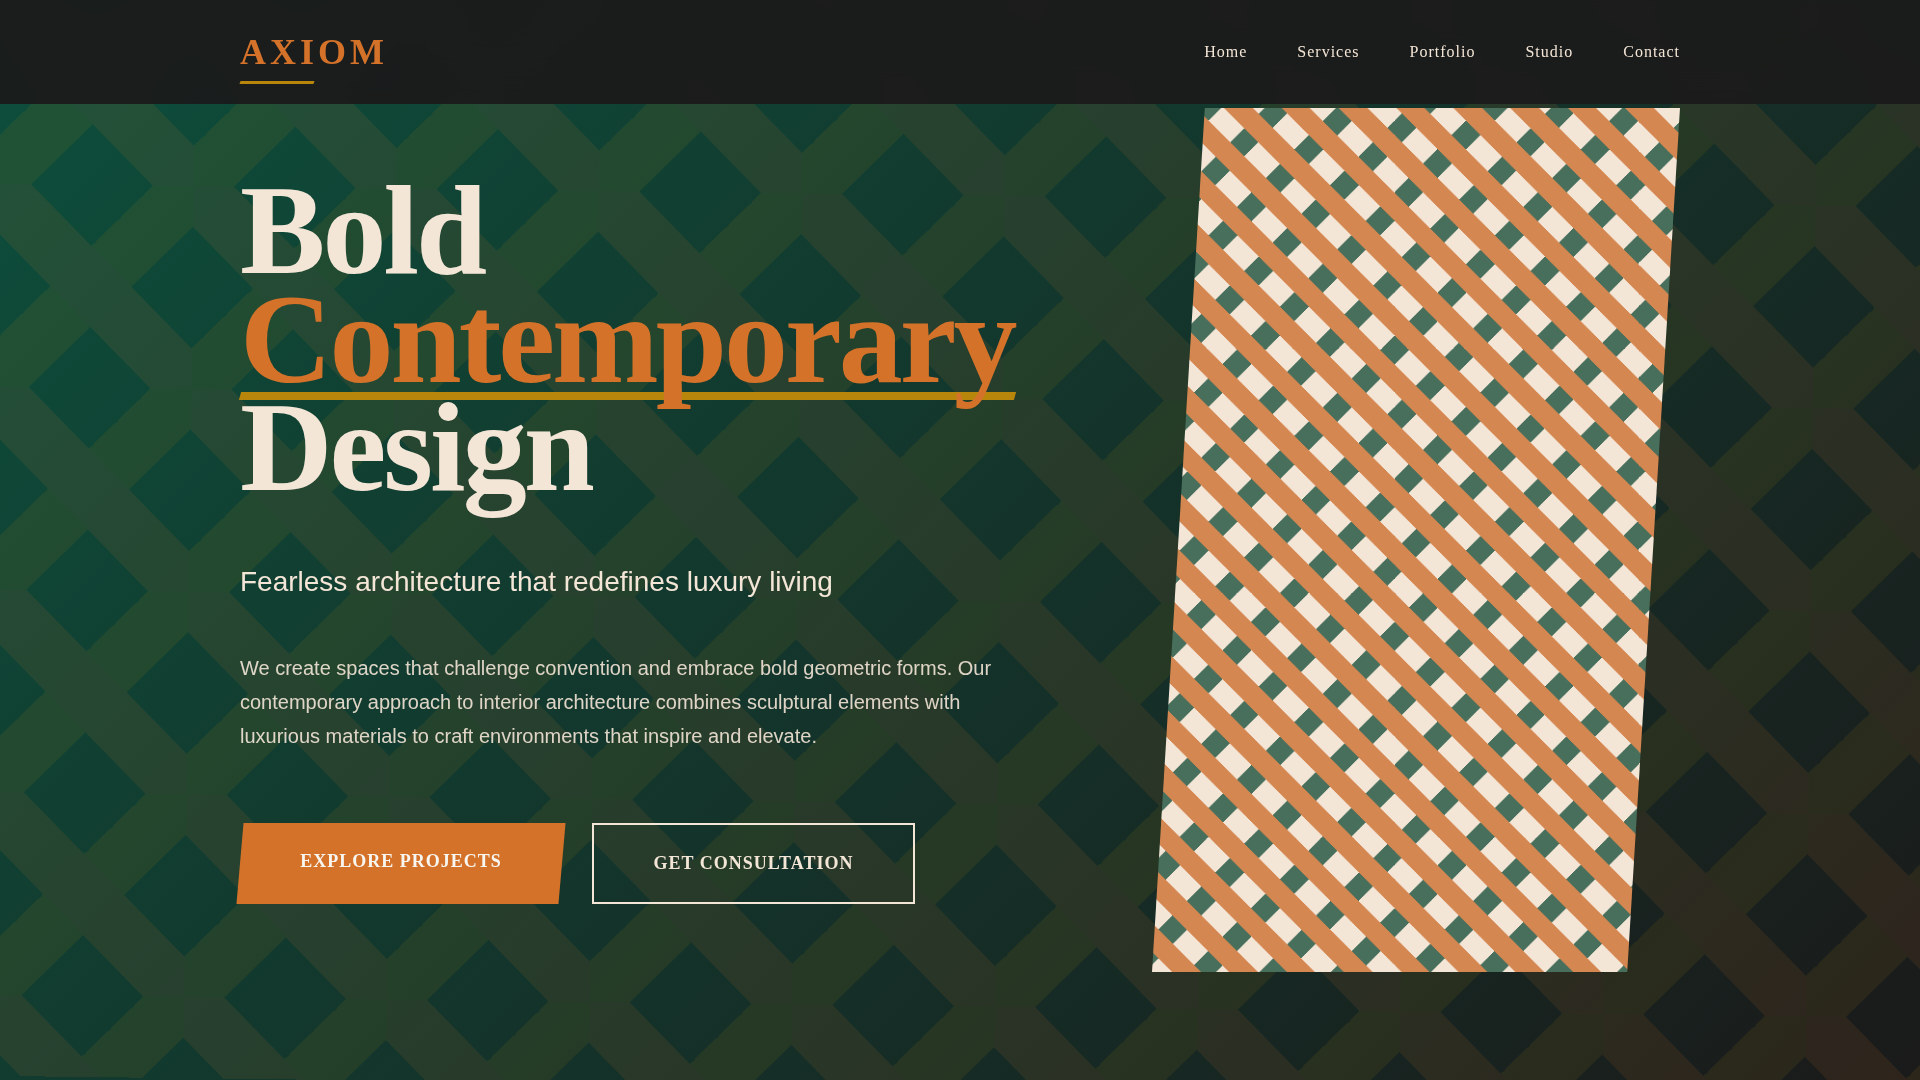 AXIOM
Home
Services
Portfolio
Studio
Contact
Bold
Contemporary
Design
Fearless architecture that redefines luxury living
We create spaces that challenge convention and embrace bold geometric forms. Our
contemporary approach to interior architecture combines sculptural elements with
luxurious materials to craft environments that inspire and elevate.
EXPLORE PROJECTS
GET CONSULTATION